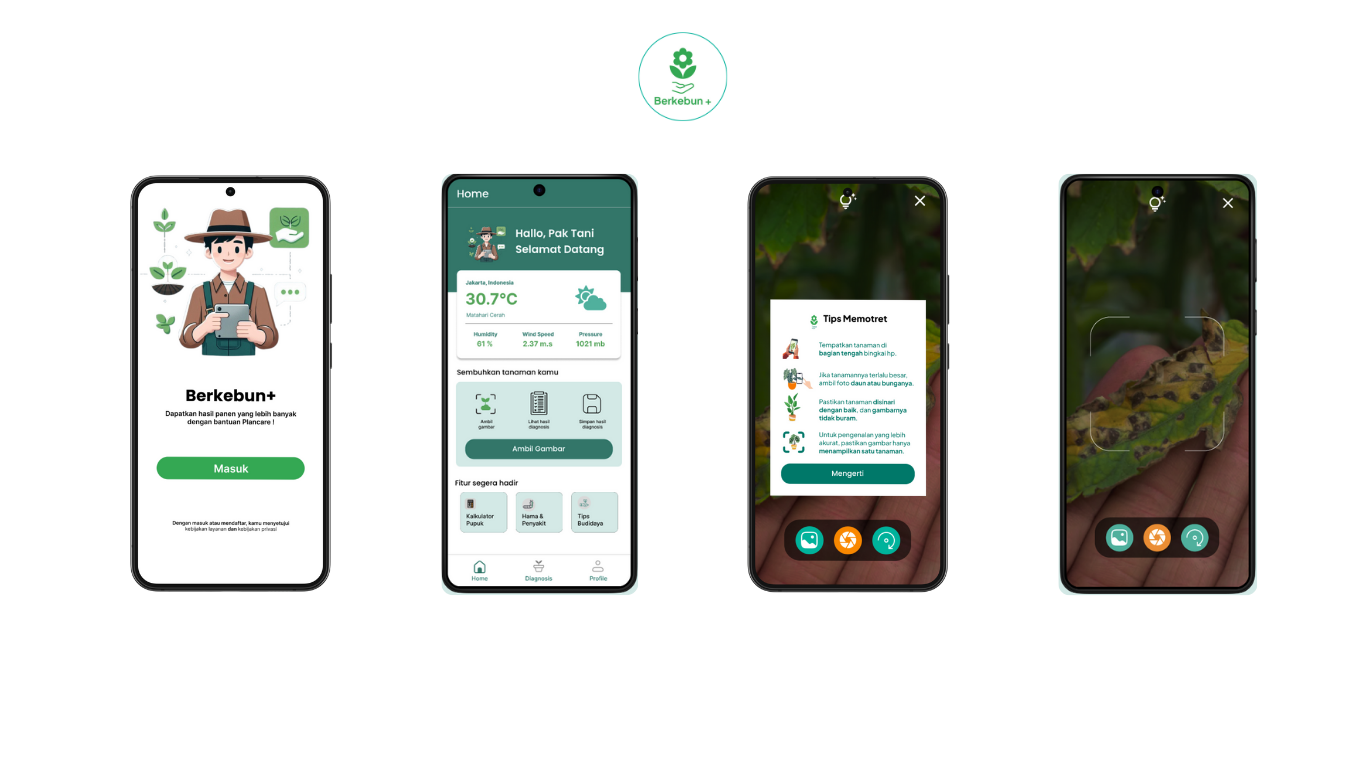 Berkebun +
Berkebun+
Dapatkan hasil panen yang lebih banyak
dengan bantuan Plancare !
Masuk
Dengan masuk atau mendaftar, kamu menyetujui
kebijakan layanan dan kebijakan privasi
Home
Hallo, Pak Tani
Selamat Datang
Jakarta, Indonesia
30.7°C
Matahari Cerah
Humidity
Wind Speed
Pressure
61 %
2.37 m.s
1021 mb
Sembuhkan tanaman kamu
Ambil
gambar
Lihat hasil
diagnosis
Simpan hasil
diagnosis
Ambil Gambar
Fitur segera hadir
Kalkulator
Pupuk
Hama &
Penyakit
Tips
Budidaya
Home
Diagnosis
Profile
Tips Memotret
Tempatkan tanaman di
bagian tengah bingkai hp.
Jika tanamannya terlalu besar,
ambil foto daun atau bunganya.
Pastikan tanaman disinari
dengan baik, dan gambarnya
tidak buram.
Untuk pengenalan yang lebih
akurat, pastikan gambar hanya
menampilkan satu tanaman.
Mengerti